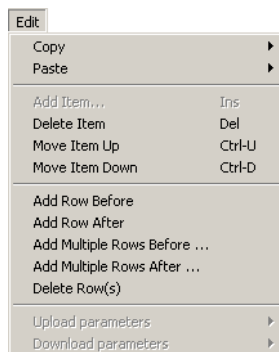 Edit
Copy
Paste
Add Item... Ins
Delete Item Del
Move Item Up Ctrl-U
Move Item Down Ctrl-D
Add Row Before
Add Row After
Add Multiple Rows Before ...
Add Multiple Rows After ...
Delete Row(s)
Upload parameters
Download parameters